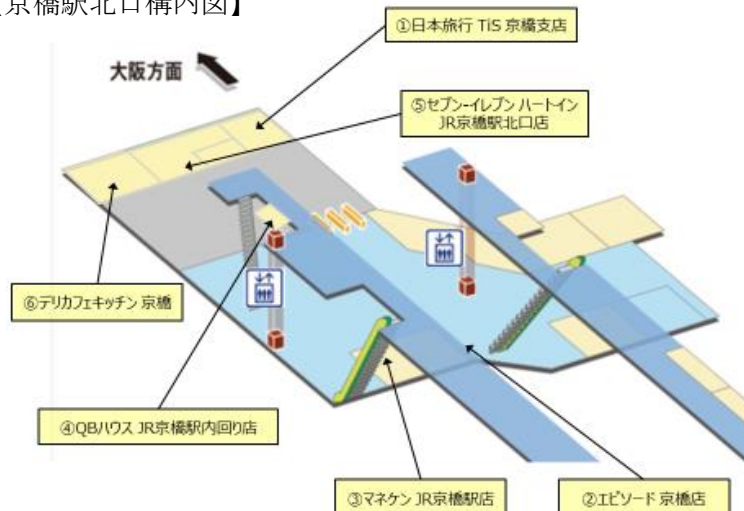 【京橋駅北口構内図】
①日本旅行 TiS 京橋支店
大阪方面
⑤セブン-イレブン ハートイン
JR京橋駅北口店
⑥デリカフェキッチン 京橋
④QBハウス JR京橋駅内回り店
③マネケン JR京橋駅店
②エピソード 京橋店